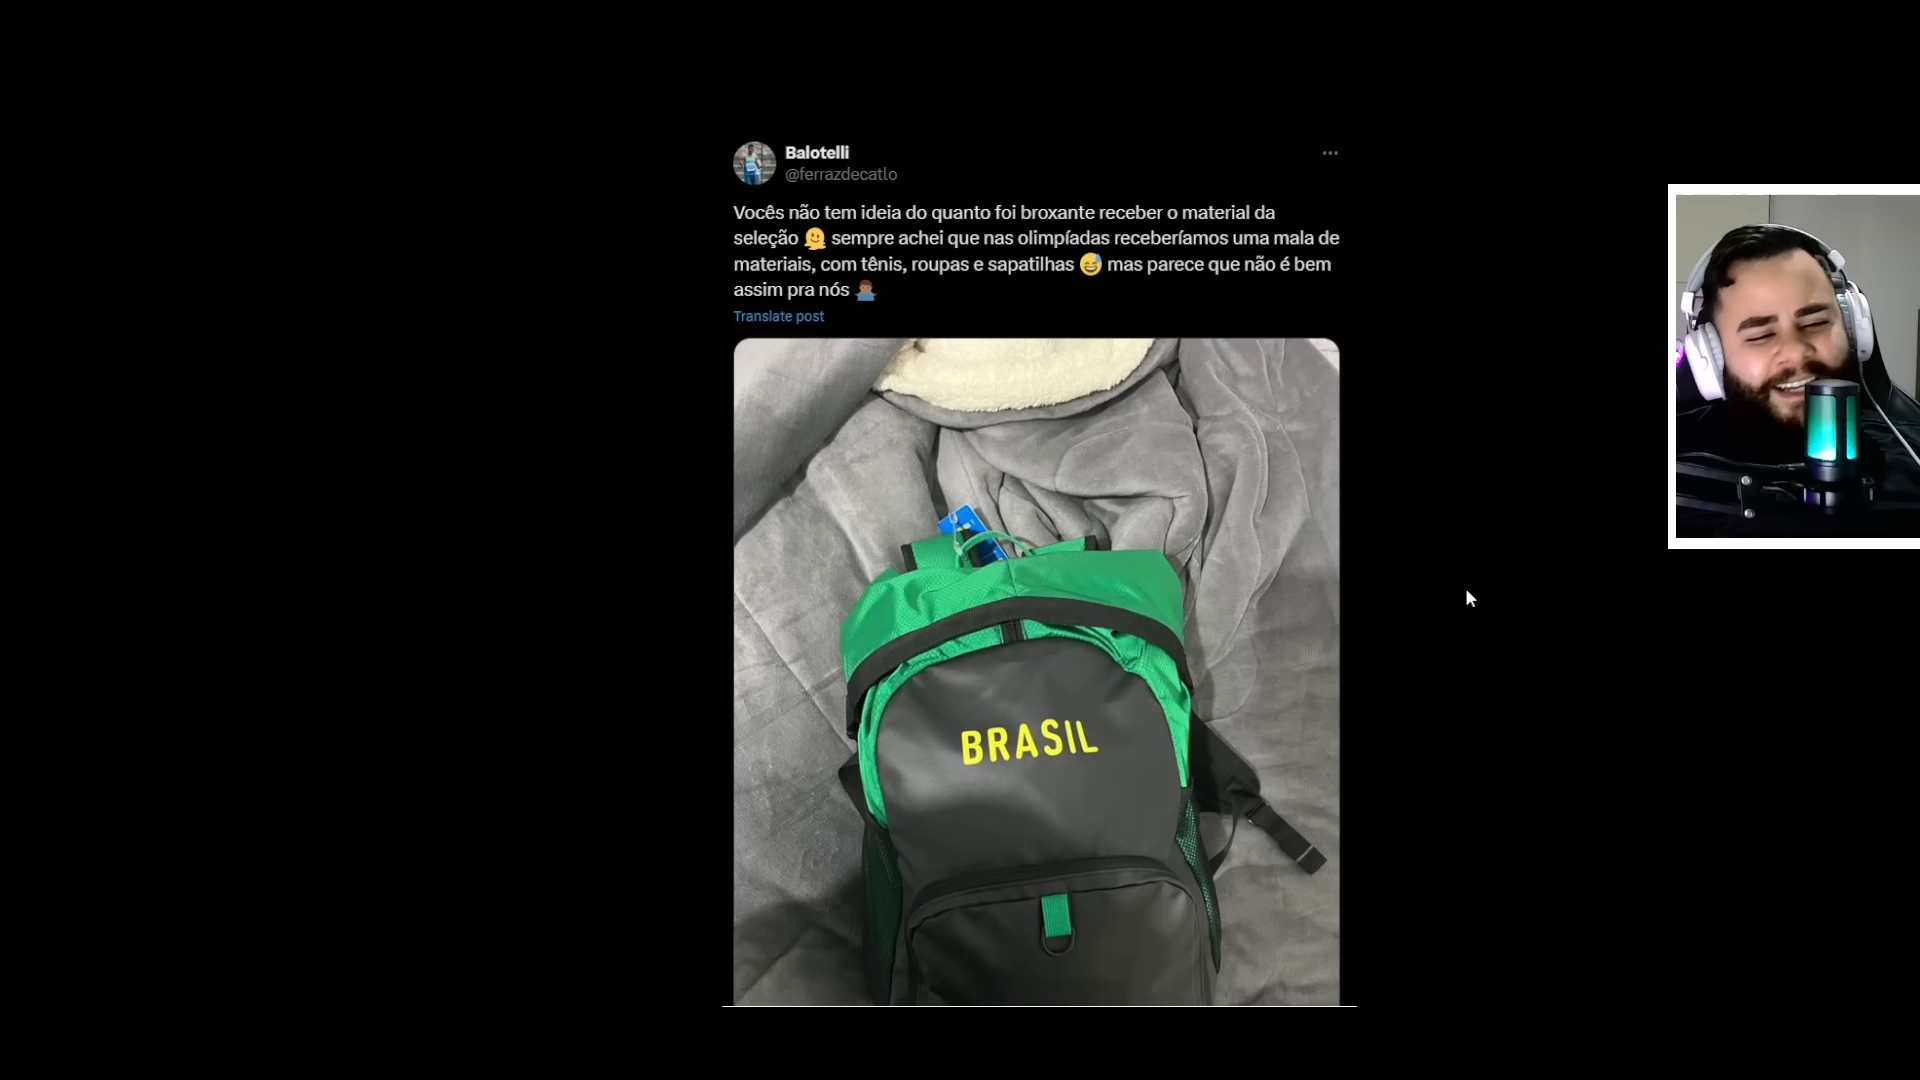 Balotelli
@ferrazdecatlo
Vocês não tem ideia do quanto foi broxante receber o material da
seleção 🫠 sempre achei que nas olimpíadas receberíamos uma mala de
materiais, com tênis, roupas e sapatilhas 😅 mas parece que não é bem
assim pra nós 🤷🏾‍♂️
Translate post
BRASIL